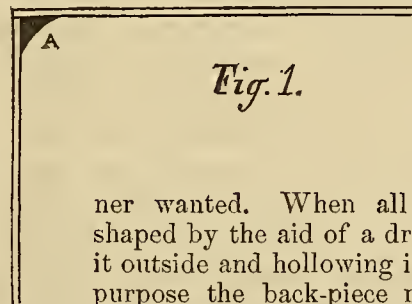 A
Fig. 1.
ner wanted. When all
shaped by the aid of a dr
it outside and hollowing i
purpose the back-piece